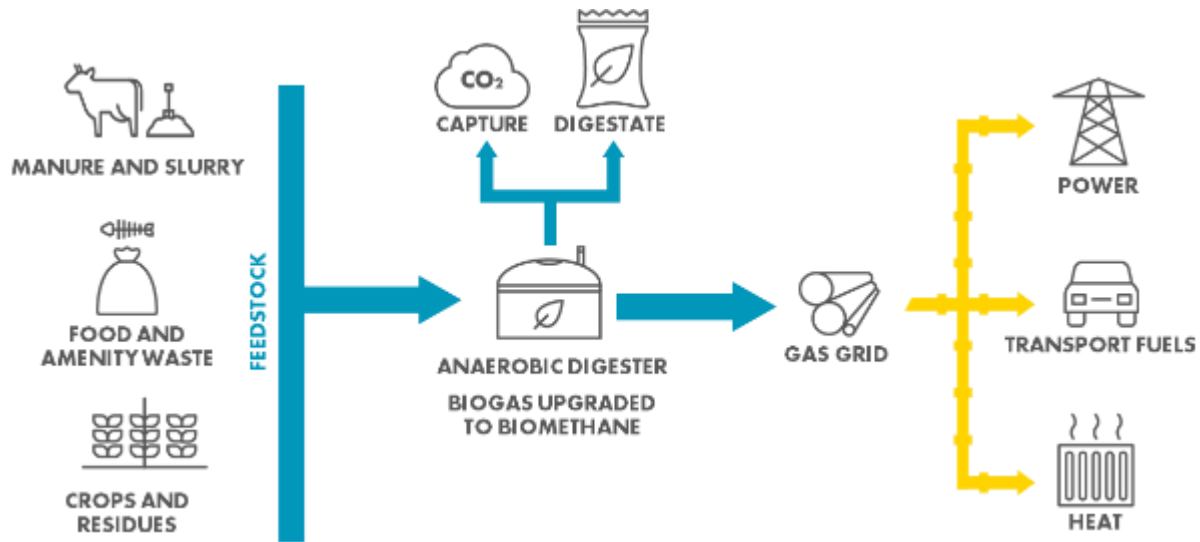 MANURE AND SLURRY
FOOD AND
AMENITY WASTE
CROPS AND
RESIDUES
FEEDSTOCK
CO₂
CAPTURE
DIGESTATE
ANAEROBIC DIGESTER
BIOGAS UPGRADED
TO BIOMETHANE
GAS GRID
POWER
TRANSPORT FUELS
HEAT